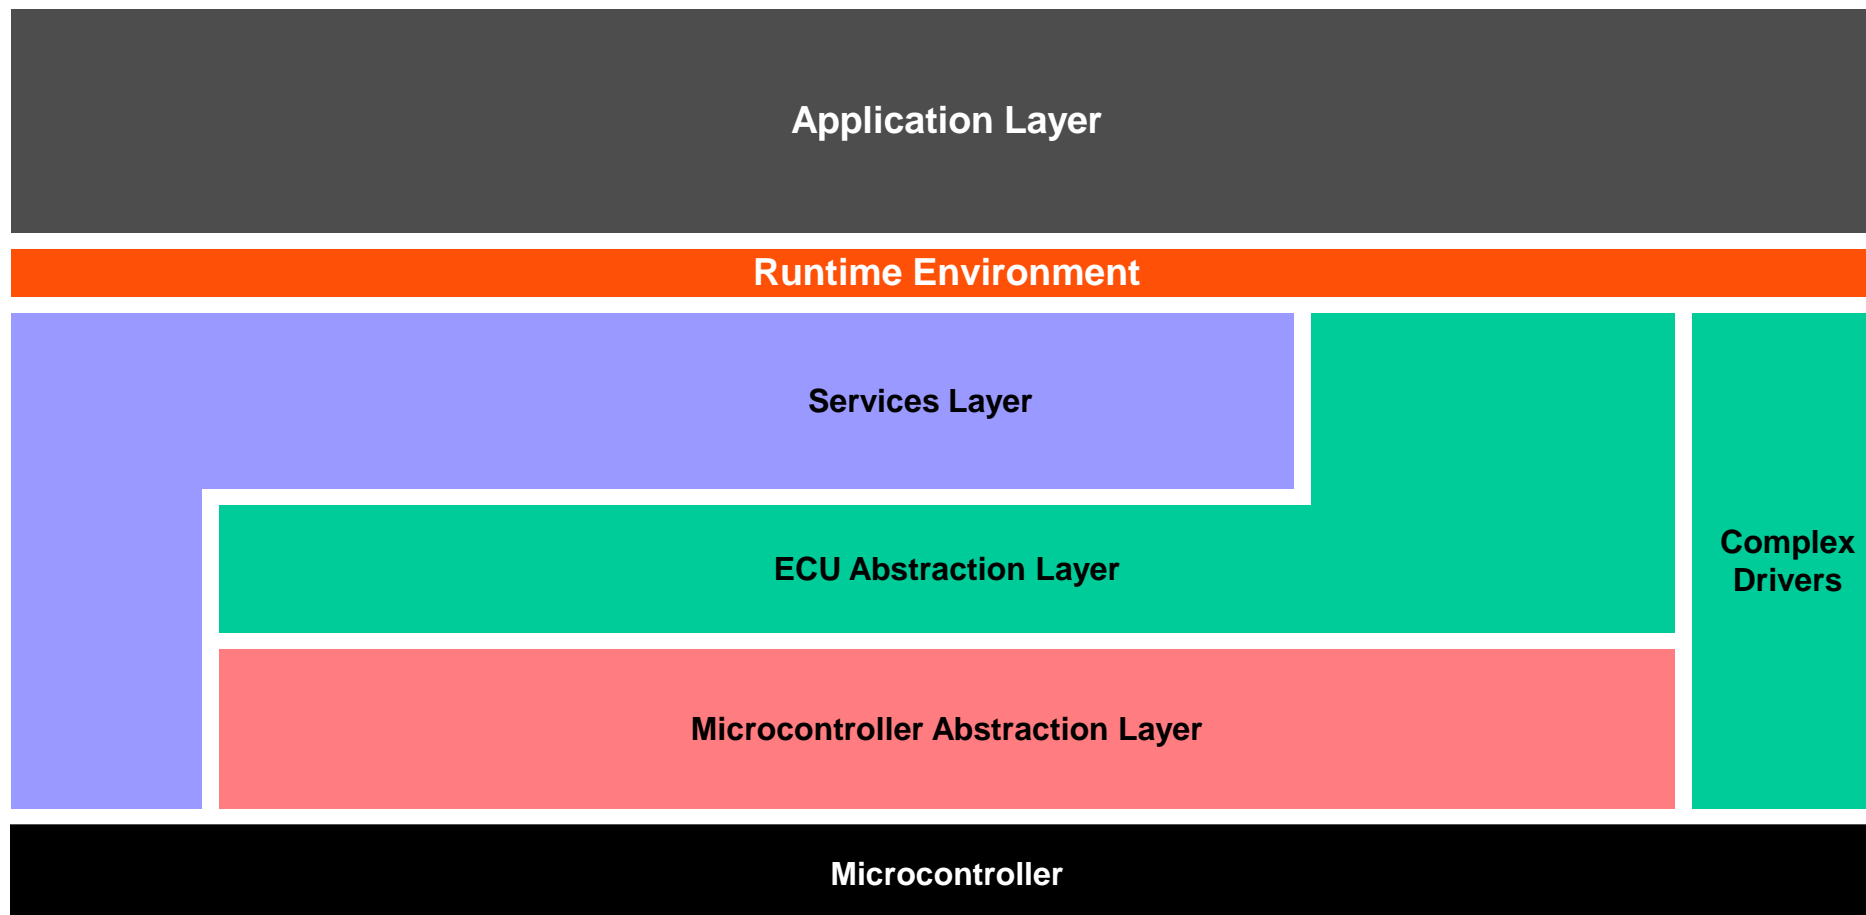 Application Layer
Runtime Environment
Services Layer
ECU Abstraction Layer
Complex
Drivers
Microcontroller Abstraction Layer
Microcontroller